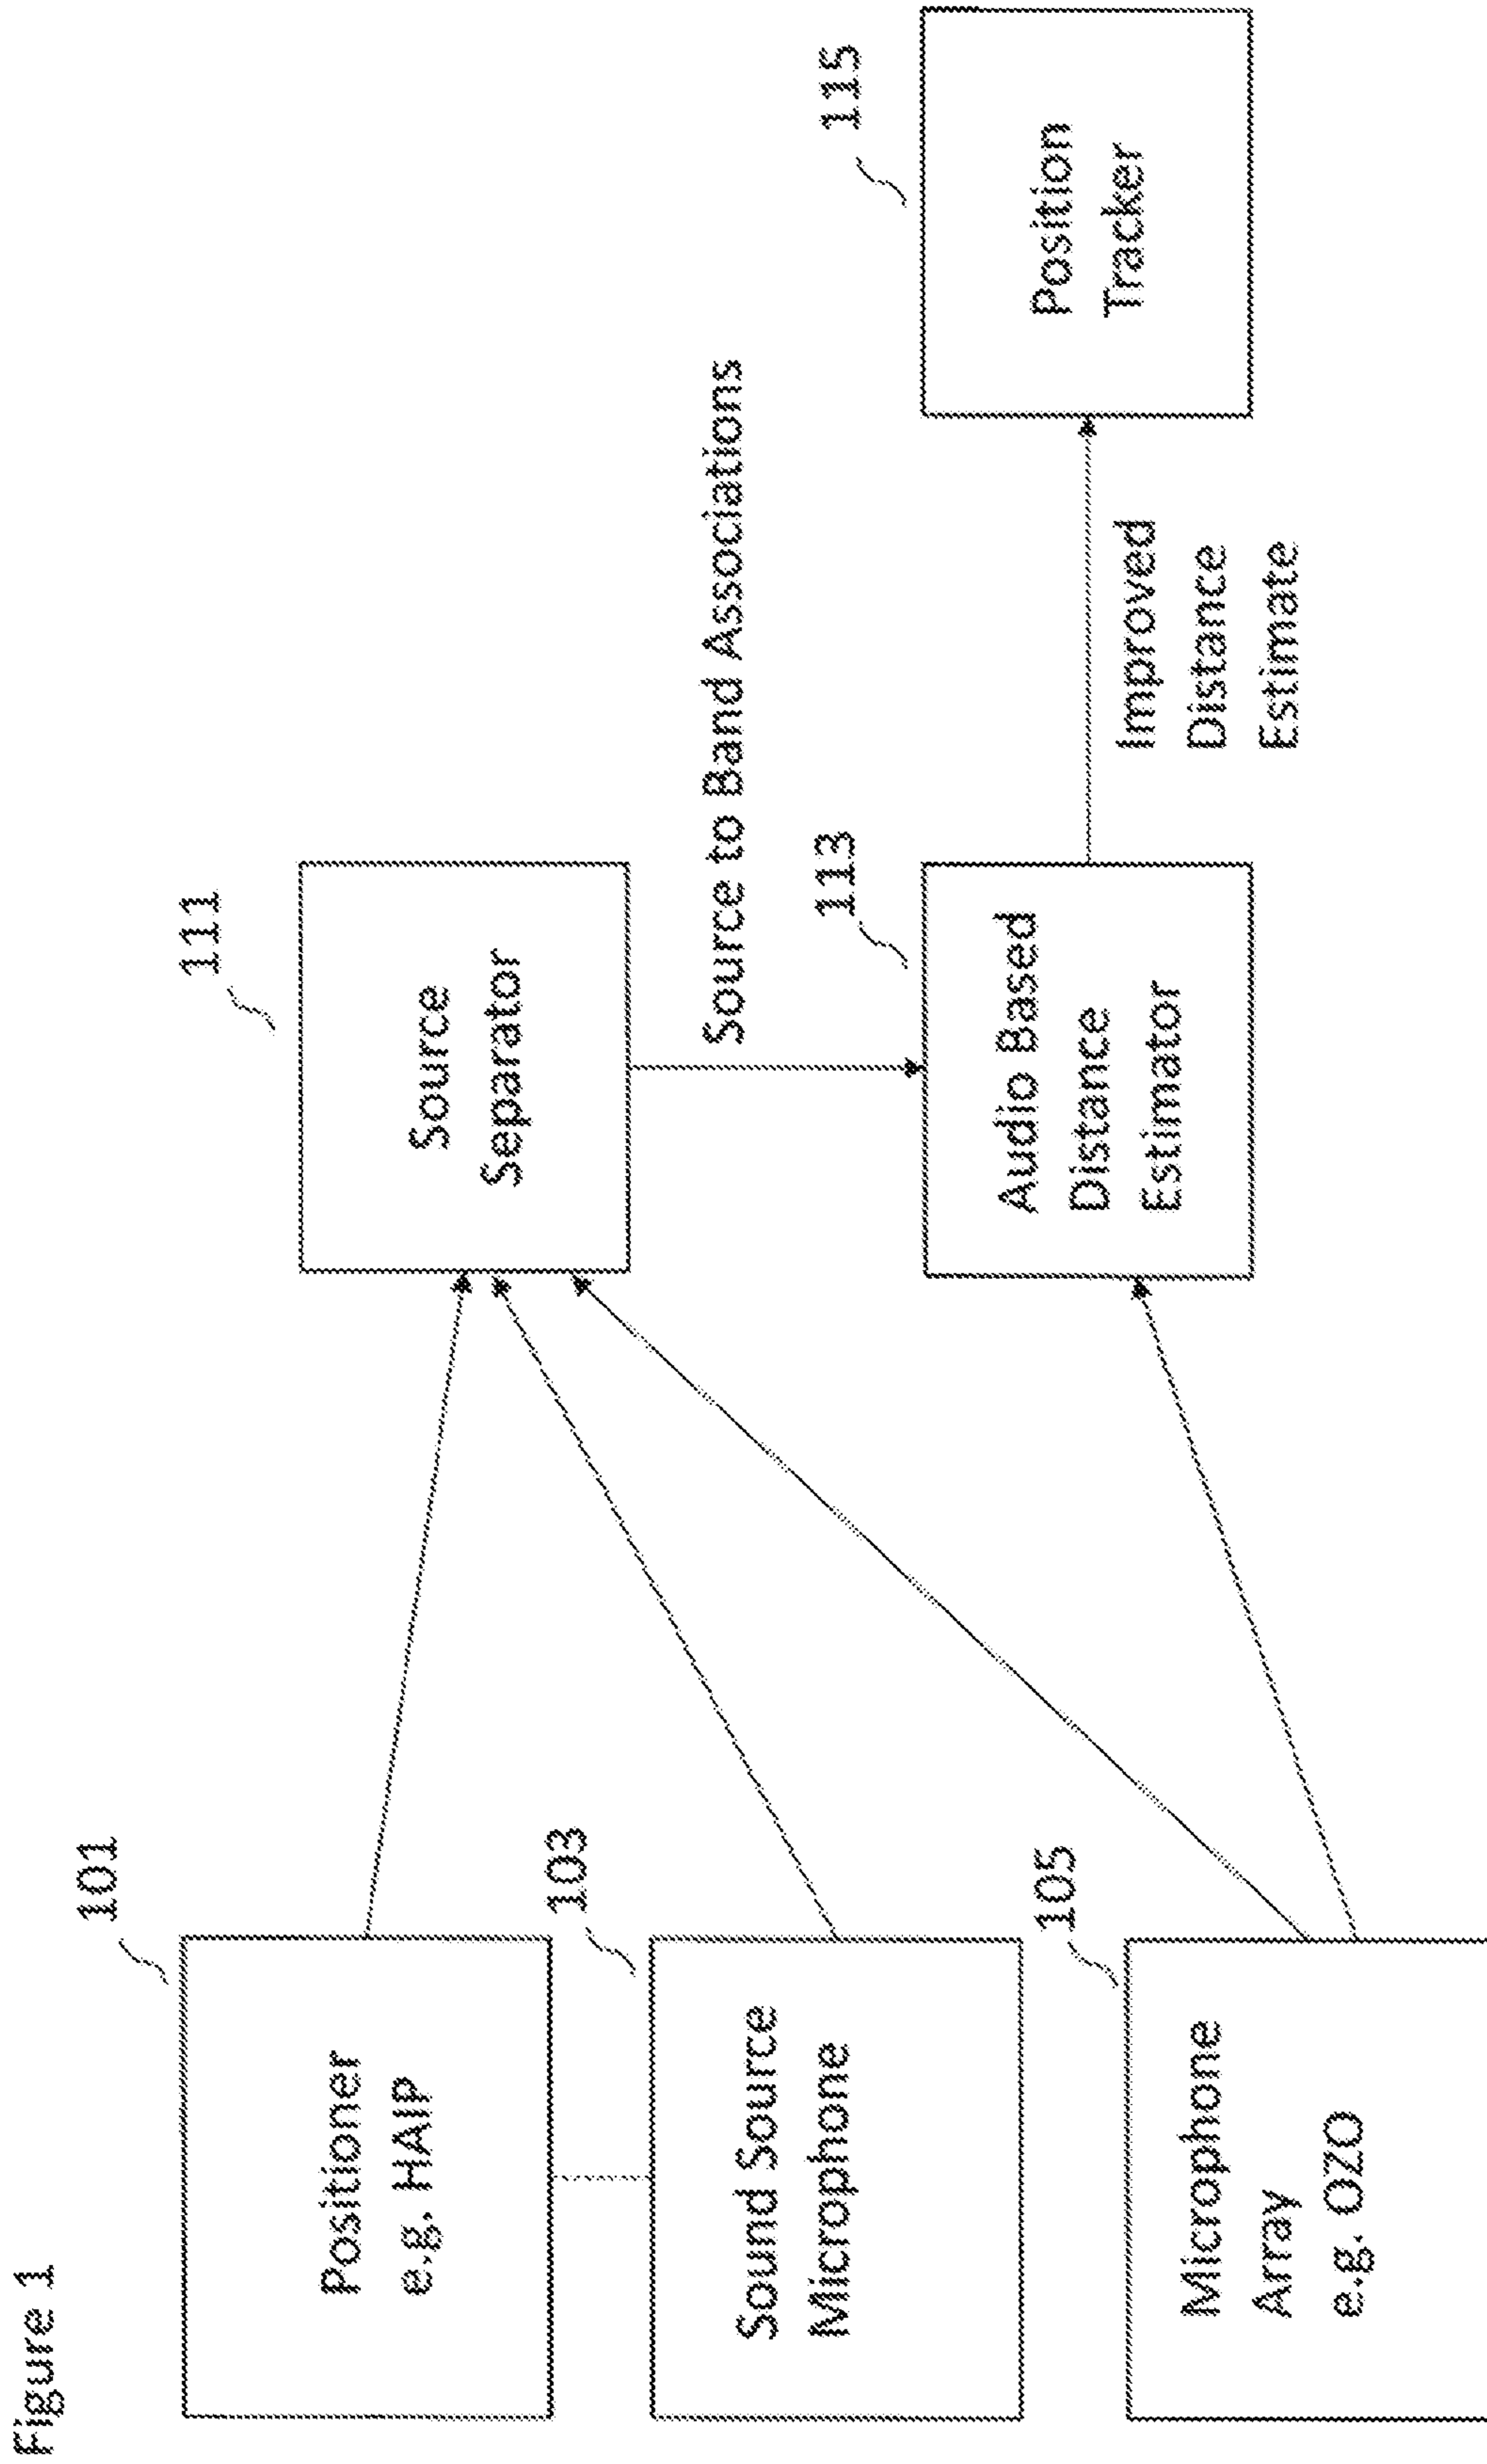 Figure 1
101
Positioner
e.g. HAIP
103
Sound Source
Microphone
105
Microphone
Array
e.g. OZO
111
Source
Separator
Source to Band Associations
113
Audio Based
Distance
Estimator
Improved
Distance
Estimate
115
Position
Tracker